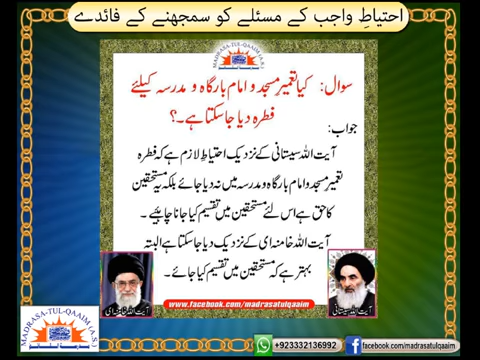 احتیاطِ واجب کے مسئلے کو سمجھنے کے فائدے
MADRASA-TUL-QAAIM (A.S.)
سوال: کیا تعمیر مسجد و امام بارگاہ و مدرسہ کیلئے
فطرہ دیا جا سکتا ہے۔؟
جواب:
آیت اللہ سیستانی کے نزدیک احتیاطِ لازم ہے کہ فطرہ
تعمیر مسجد و امام بارگاہ و مدرسہ میں نہ دیا جائے بلکہ یہ مستحقین
کا حق ہے اس لئے مستحقین میں تقسیم کیا جانا چاہئیے۔
آیت اللہ خامنہ ای کے نزدیک دیا جا سکتا ہے البتہ
بہتر ہے کہ مستحقین میں تقسیم کیا جائے۔
آیت اللہ خامنہ ای
www.facebook.com/madrasatulqaaim
آیت اللہ سیستانی
MADRASA-TUL-QAAIM (A.S.)
+923332136992
facebook.com/madrasatulqaaim